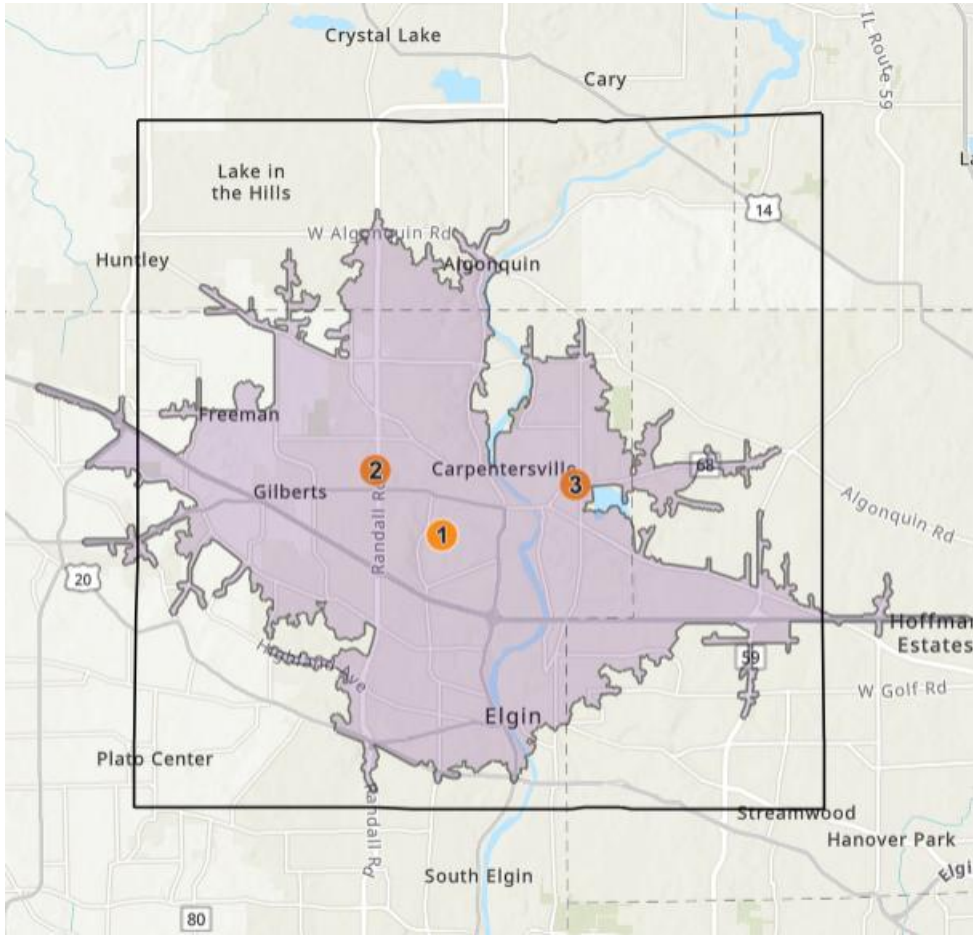 Crystal Lake
IL Route 59
Cary
La
Lake in
the Hills
14
W Algonquin Rd
Huntley
Algonquin
Freeman
2
Carpentersville
68
3
Gilberts
Algonquin Rd
1
Randall Rd
20
Hoffman
Estates
Highland Ave
59
W Golf Rd
Elgin
Plato Center
Streamwood
Randall Rd
Hanover Park
Elgi
South Elgin
80